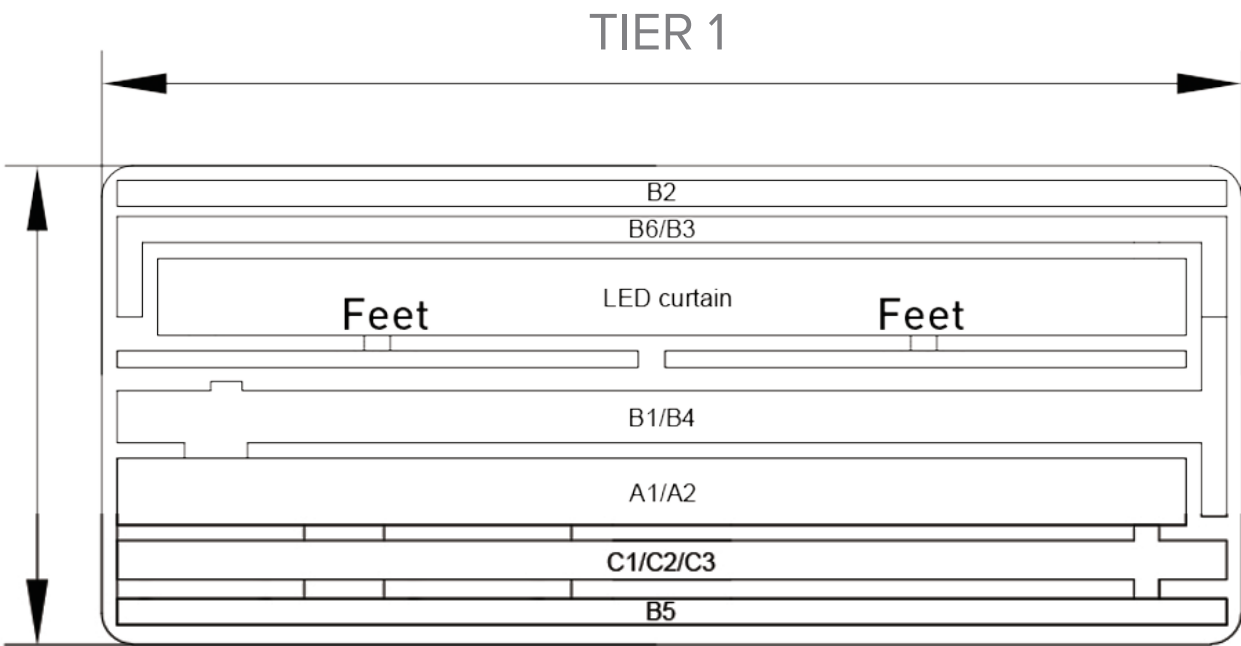 TIER 1
B2
B6/B3
LED curtain
Feet Feet
B1/B4
A1/A2
C1/C2/C3
B5